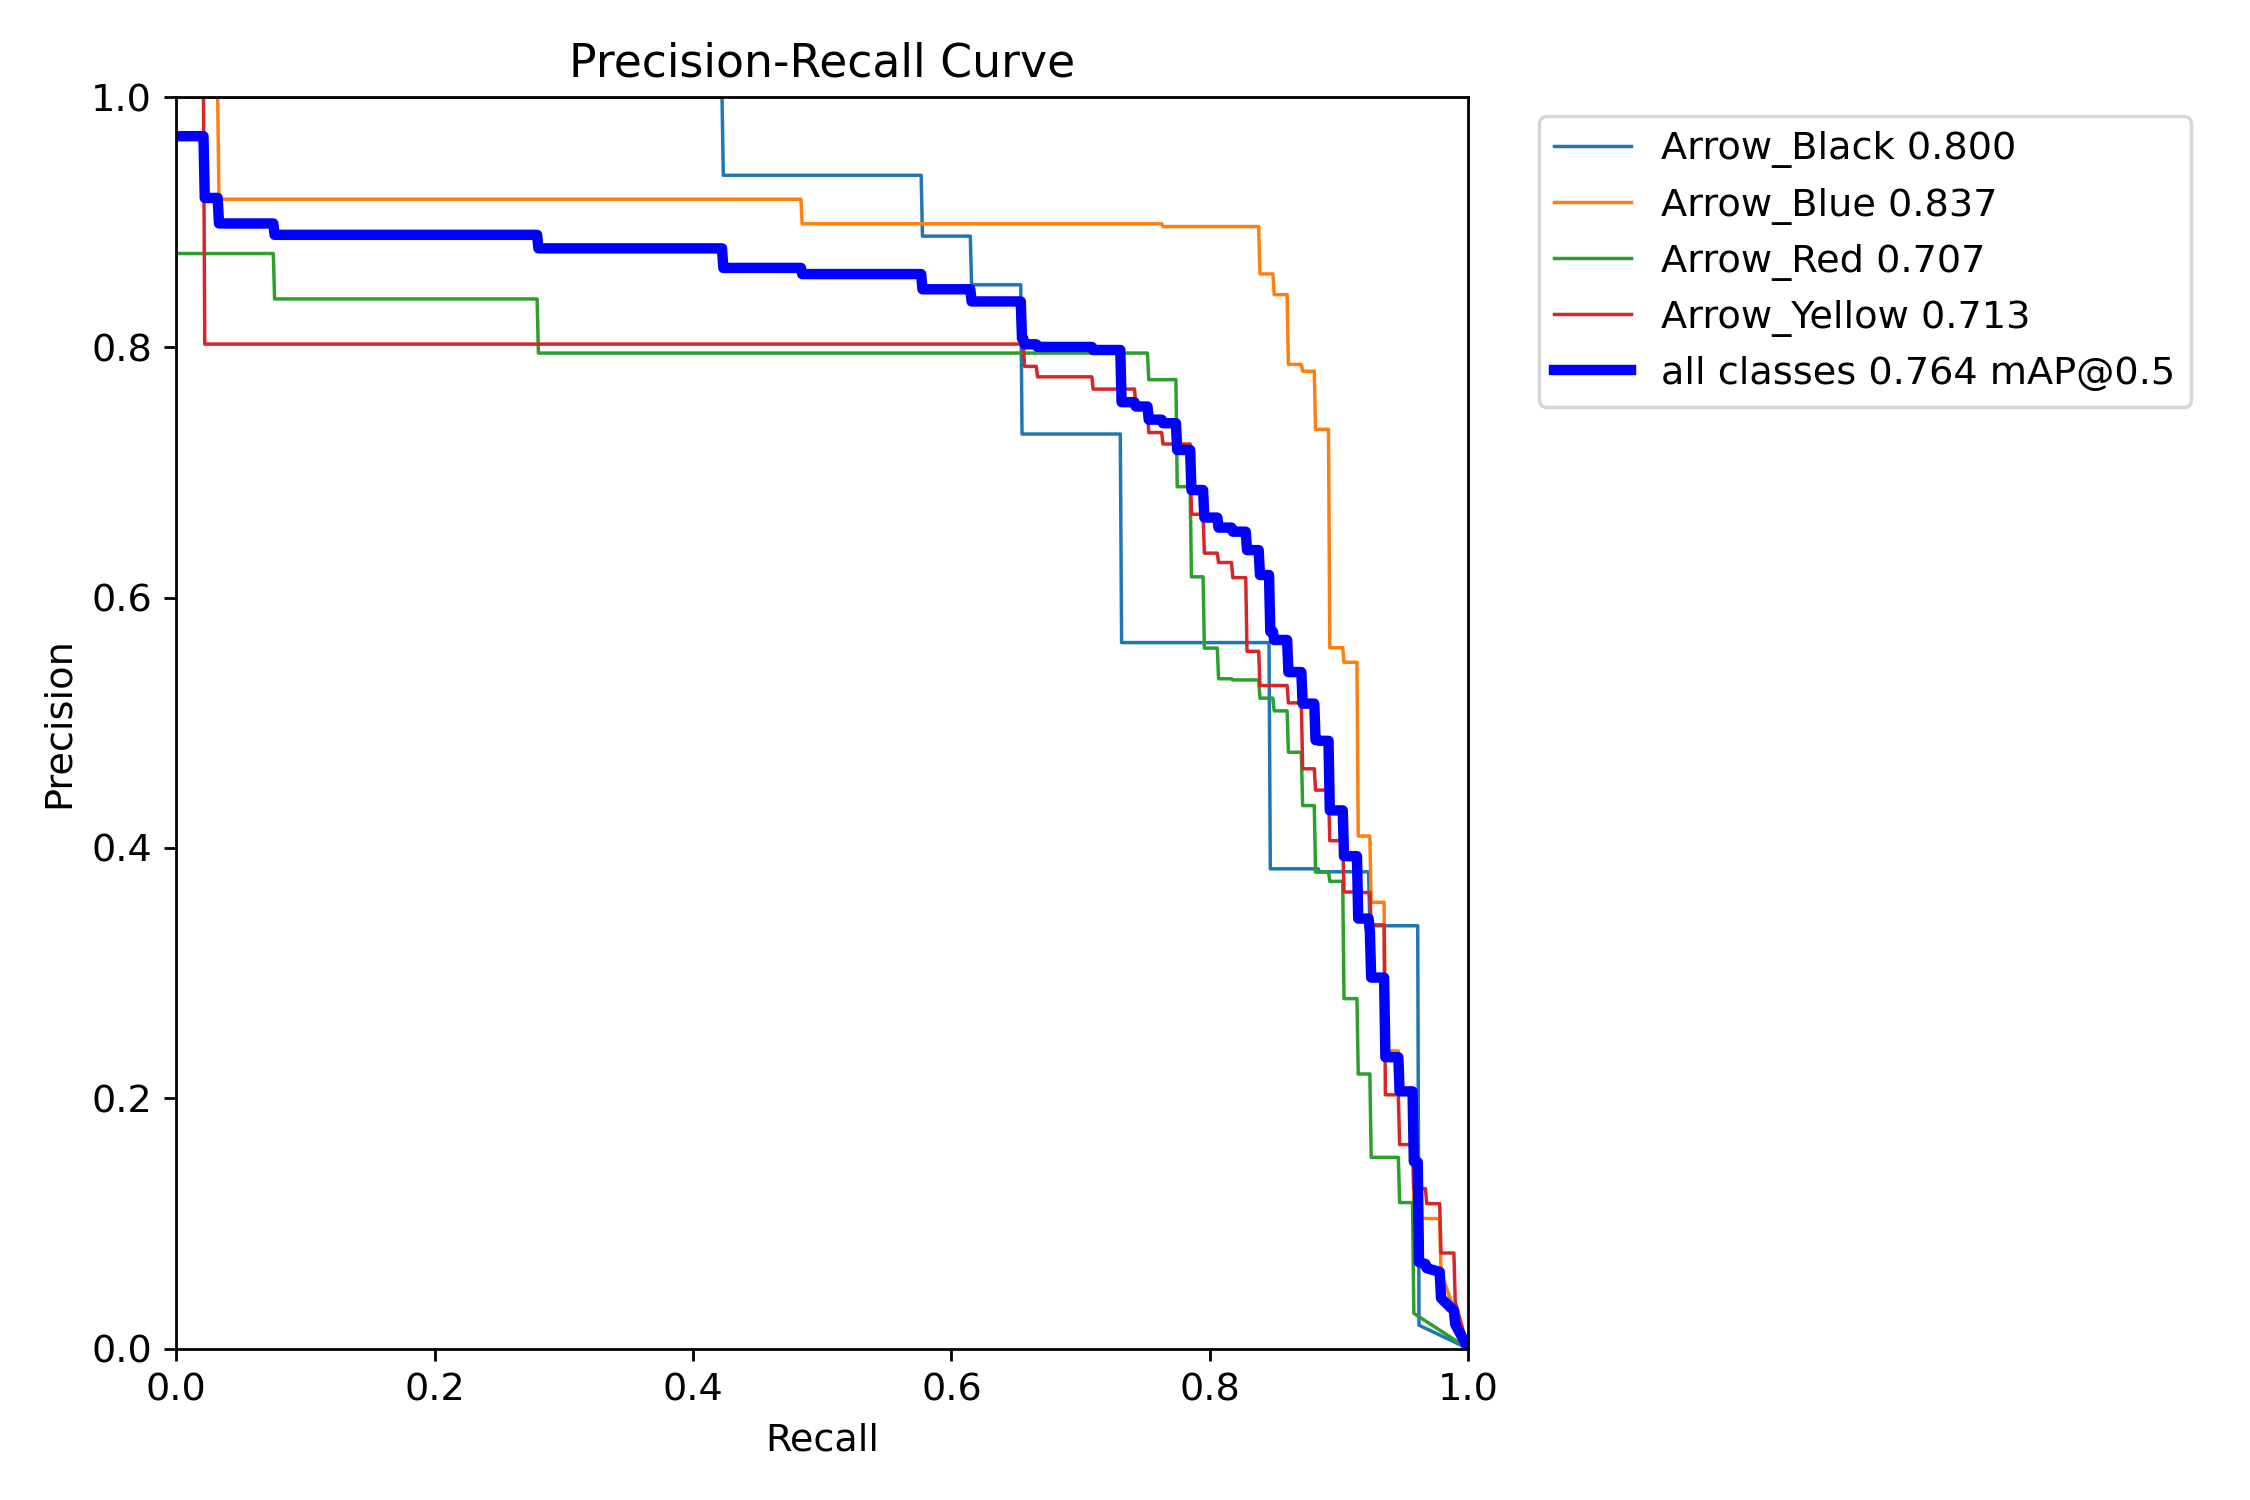 Precision-Recall Curve
1.0
0.8
0.6
0.4
0.2
0.0
Precision
0.0 0.2 0.4 0.6 0.8 1.0
Recall
Arrow_Black 0.800
Arrow_Blue 0.837
Arrow_Red 0.707
Arrow_Yellow 0.713
all classes 0.764 mAP@0.5